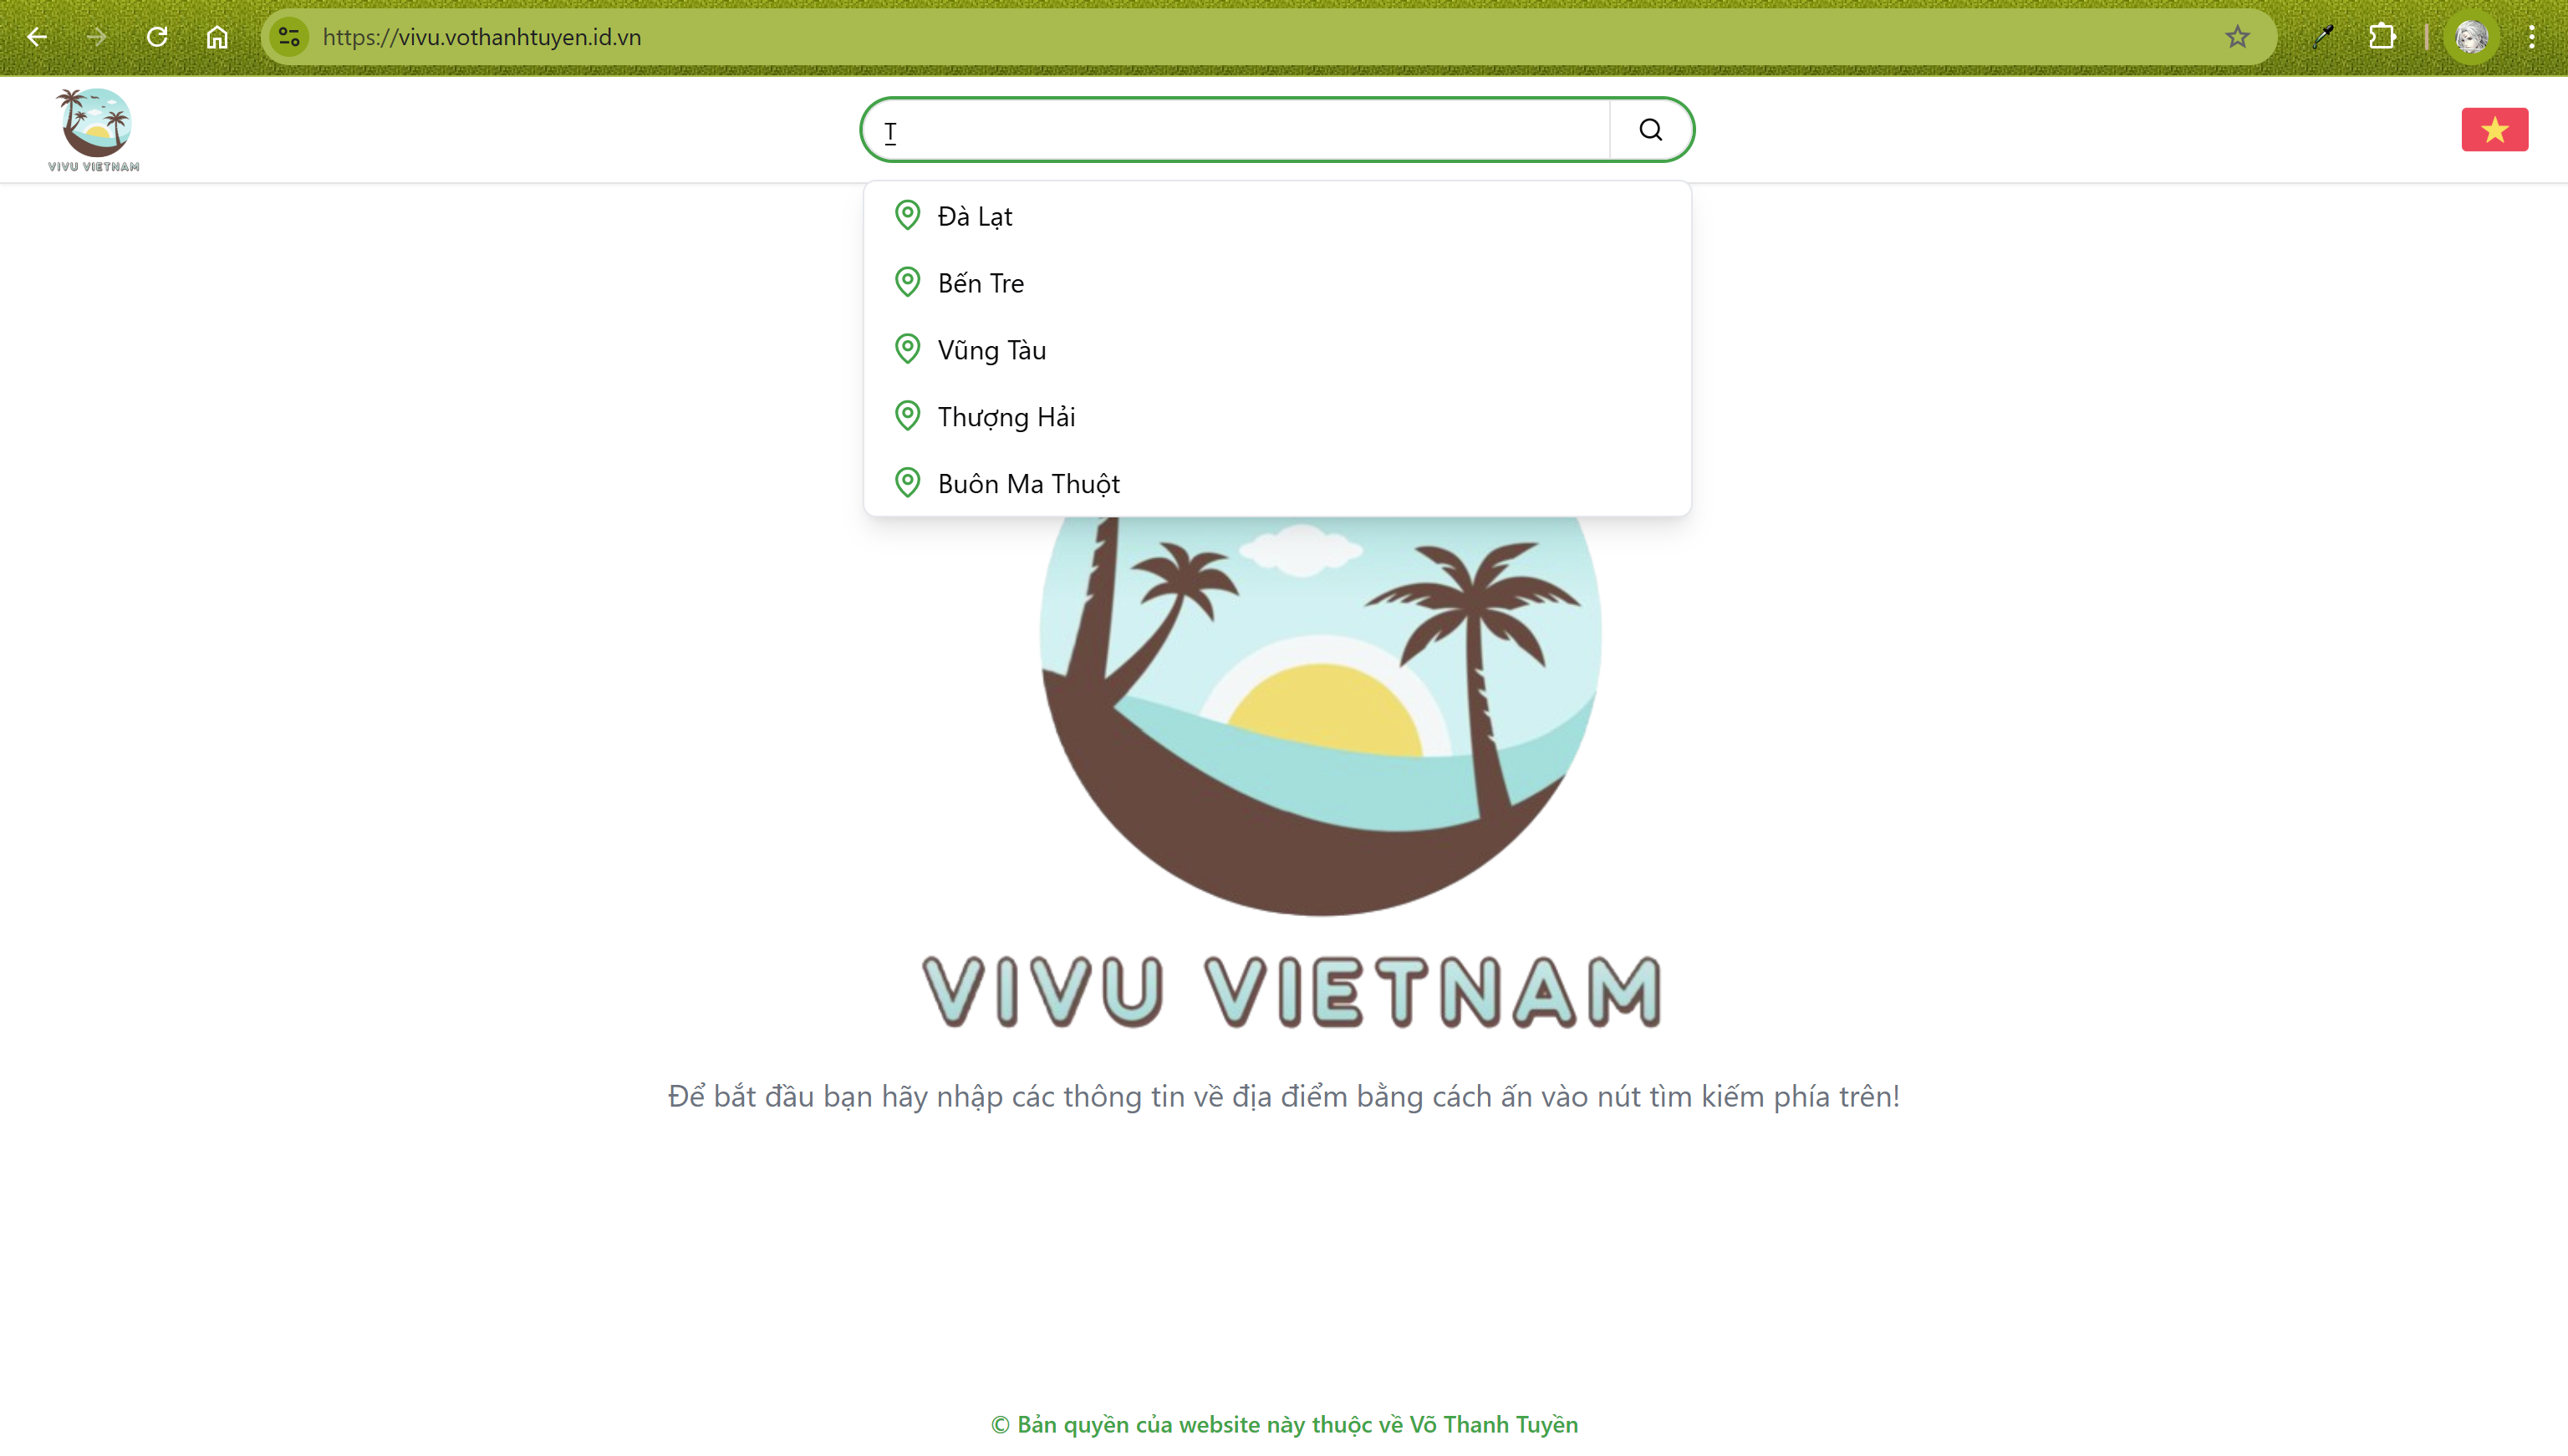 https://vivu.vothanhtuyen.id.vn
VIVU VIETNAM
T
Đà Lạt
Bến Tre
Vũng Tàu
Thượng Hải
Buôn Ma Thuột
VIVU VIETNAM
Để bắt đầu bạn hãy nhập các thông tin về địa điểm bằng cách ấn vào nút tìm kiếm phía trên!
© Bản quyền của website này thuộc về Võ Thanh Tuyền